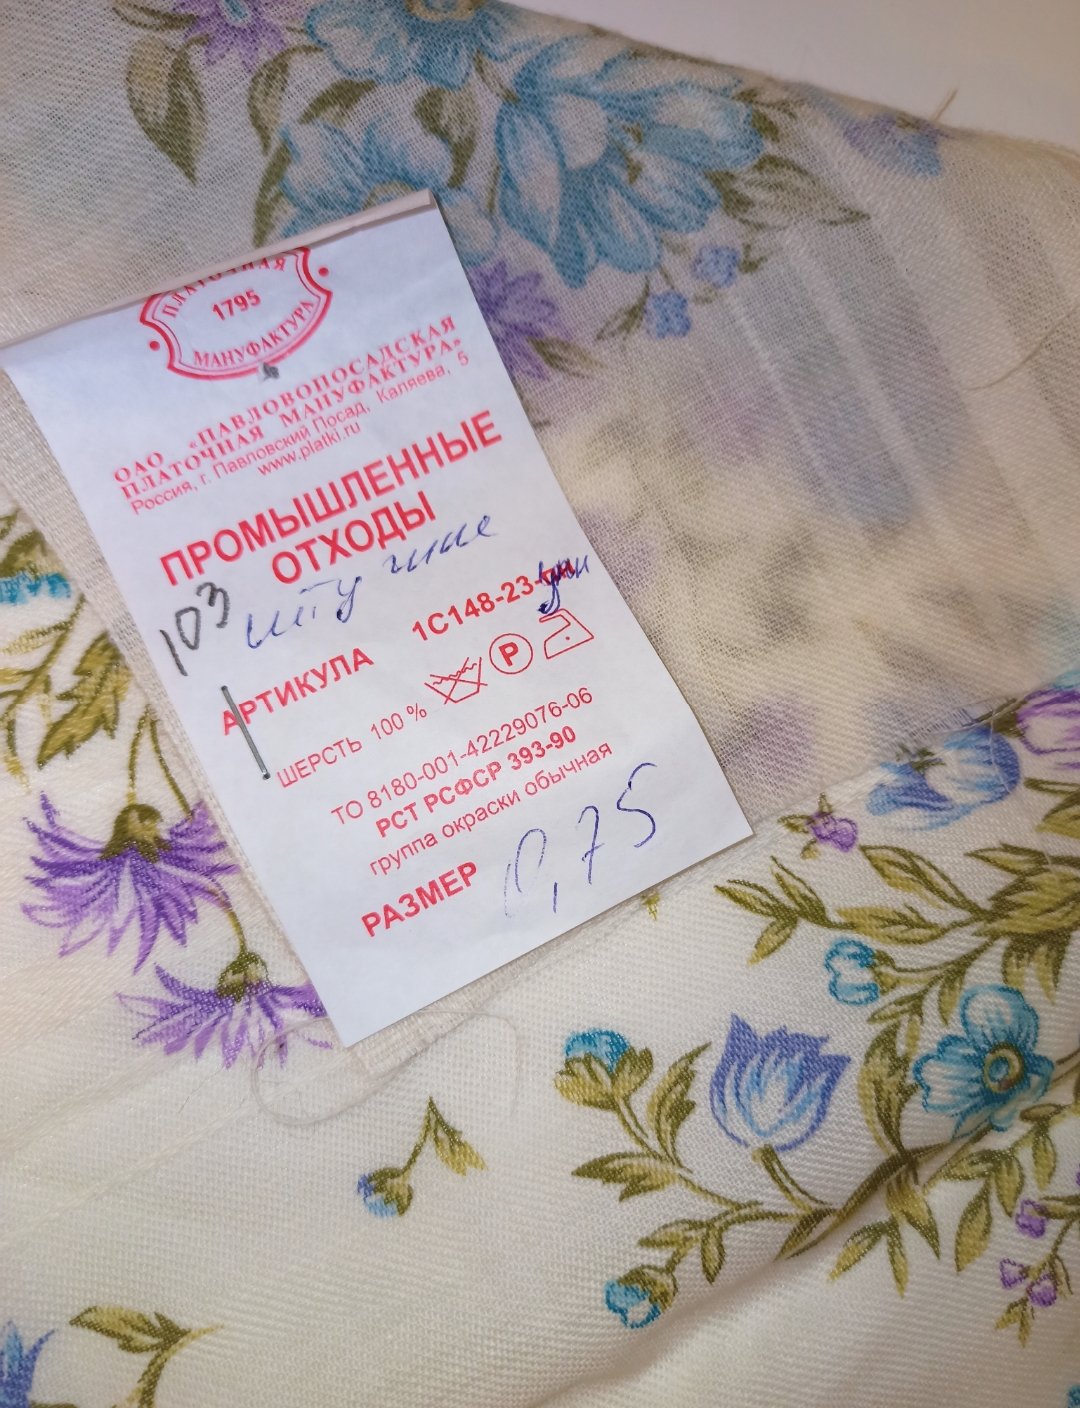 ПЛАТОЧНАЯ
1795
МАНУФАКТУРА
ОАО «ПАВЛОВОПОСАДСКАЯ
ПЛАТОЧНАЯ МАНУФАКТУРА»
Россия, г. Павловский Посад, Каляева, 5
www.platki.ru
ПРОМЫШЛЕННЫЕ
ОТХОДЫ
103
АРТИКУЛА 1С148-23-
ШЕРСТЬ 100 % P
ТО 8180-001-42229076-06
РСТ РСФСР 393-90
группа окраски обычная
РАЗМЕР 0,75